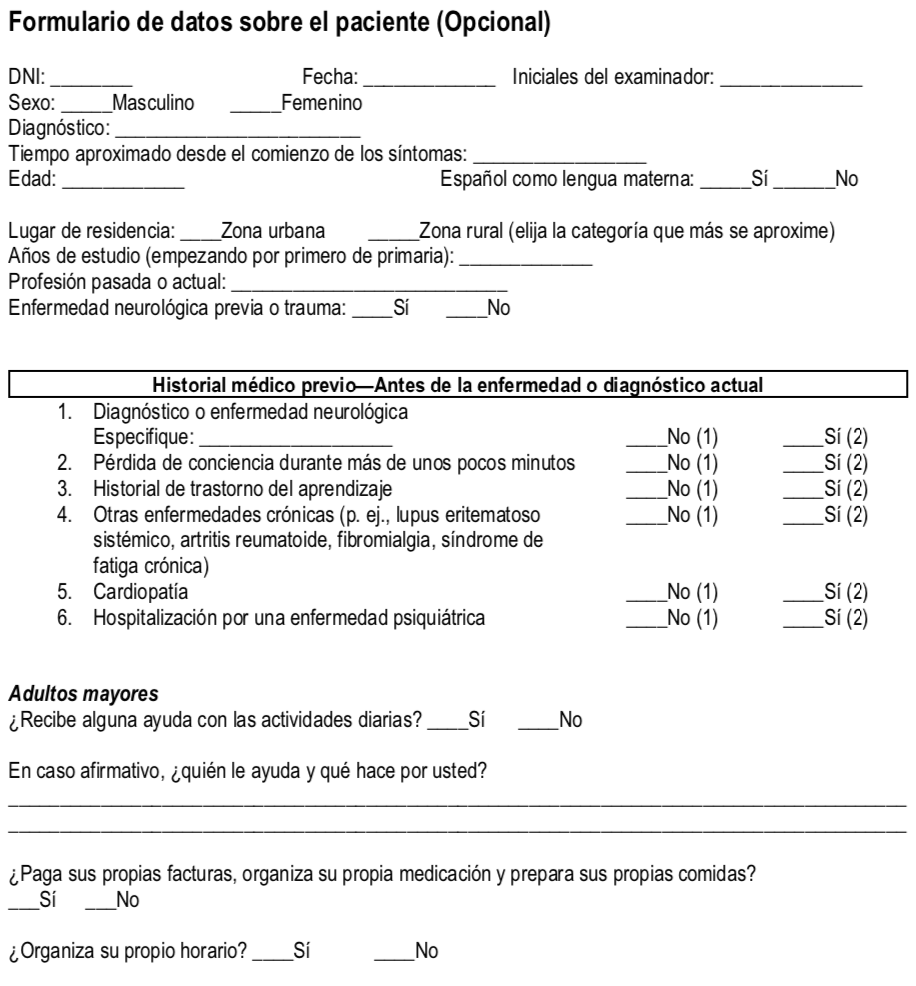 Formulario de datos sobre el paciente (Opcional)
DNI: ________ Fecha: _____________ Iniciales del examinador: ______________
Sexo: _____Masculino _____Femenino
Diagnóstico: ________________________
Tiempo aproximado desde el comienzo de los síntomas: _________________
Edad: ____________ Español como lengua materna: _____Sí ______No
Lugar de residencia: ____Zona urbana _____Zona rural (elija la categoría que más se aproxime)
Años de estudio (empezando por primero de primaria): _____________
Profesión pasada o actual: ___________________________
Enfermedad neurológica previa o trauma: ____Sí ____No
Historial médico previo—Antes de la enfermedad o diagnóstico actual
1. Diagnóstico o enfermedad neurológica
Especifique: ___________________ ____No (1) ____Sí (2)
2. Pérdida de conciencia durante más de unos pocos minutos ____No (1) ____Sí (2)
3. Historial de trastorno del aprendizaje ____No (1) ____Sí (2)
4. Otras enfermedades crónicas (p. ej., lupus eritematoso ____No (1) ____Sí (2)
sistémico, artritis reumatoide, fibromialgia, síndrome de
fatiga crónica)
5. Cardiopatía ____No (1) ____Sí (2)
6. Hospitalización por una enfermedad psiquiátrica ____No (1) ____Sí (2)
Adultos mayores
¿Recibe alguna ayuda con las actividades diarias? ____Sí ____No
En caso afirmativo, ¿quién le ayuda y qué hace por usted?
________________________________________________________________________________________
________________________________________________________________________________________
¿Paga sus propias facturas, organiza su propia medicación y prepara sus propias comidas?
___Sí ___No
¿Organiza su propio horario? ____Sí ____No